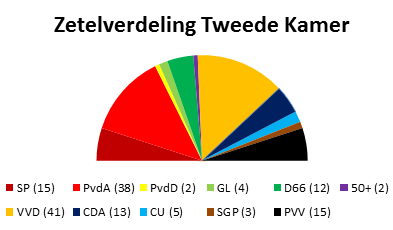 Zetelverdeling Tweede Kamer
SP (15) PvdA (38) PvdD (2) GL (4) D66 (12) 50+ (2)
VVD (41) CDA (13) CU (5) SGP (3) PVV (15)